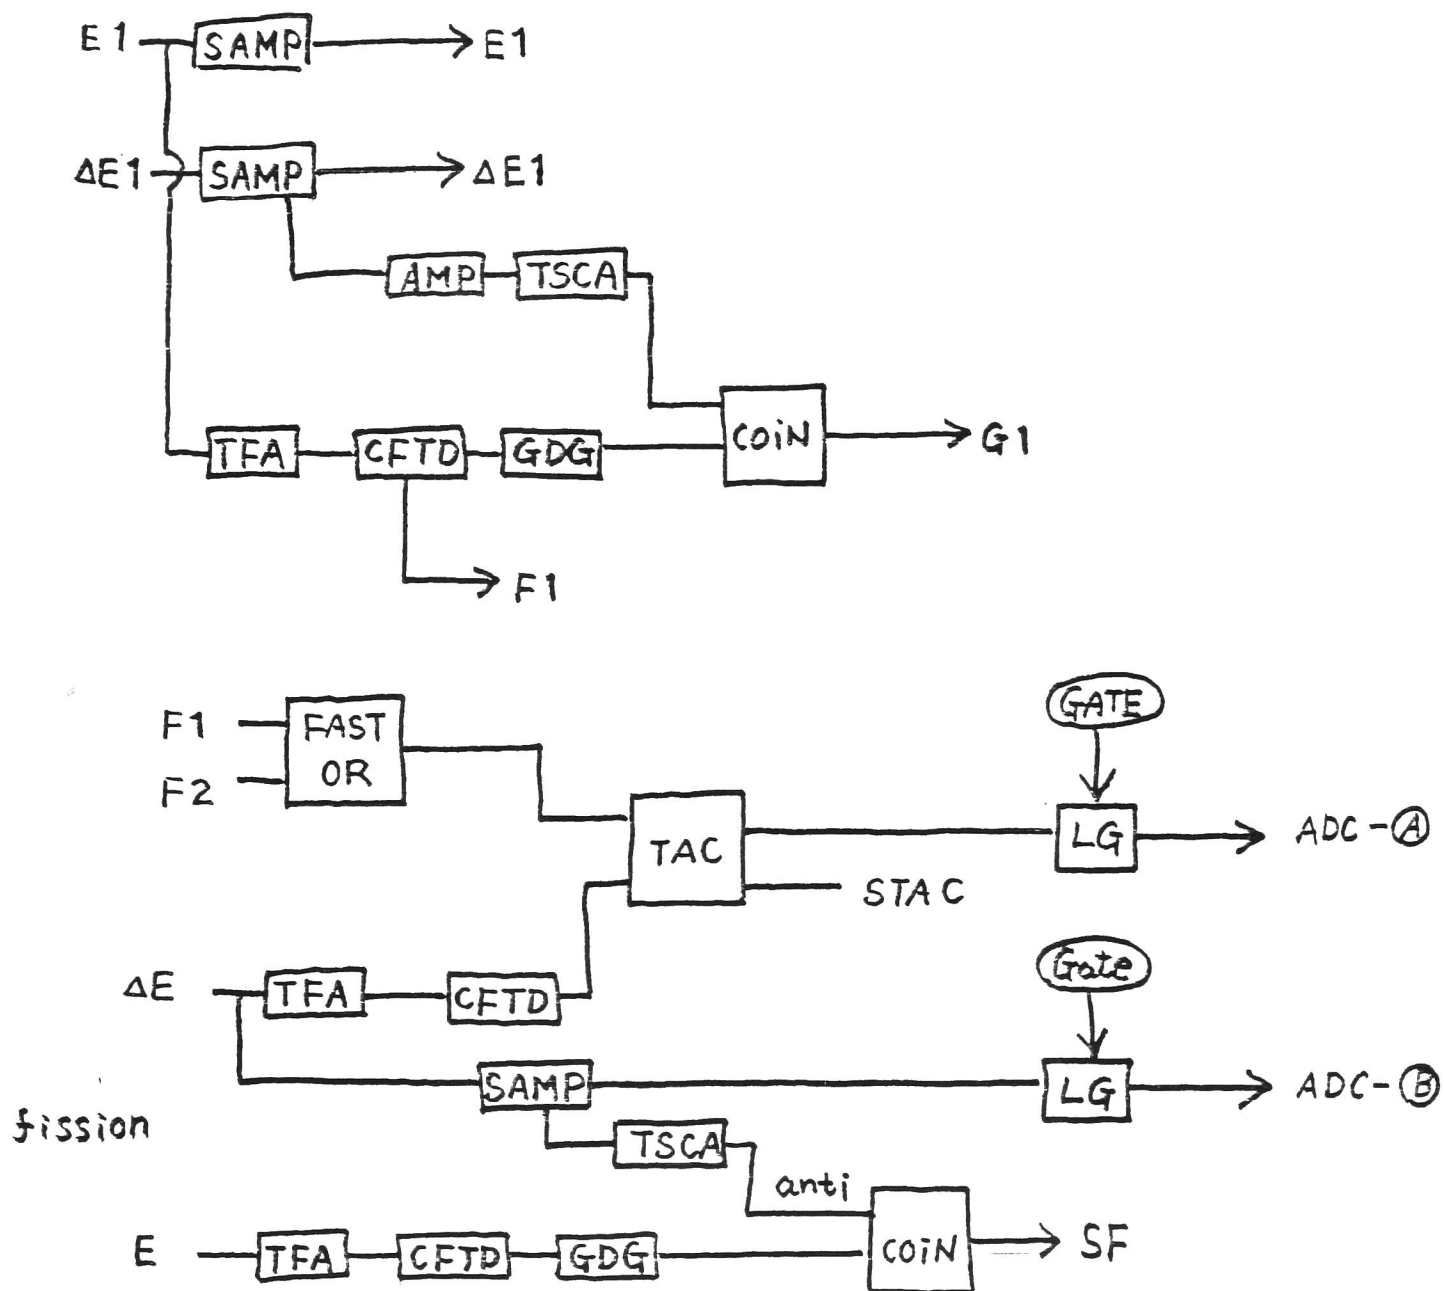 E1 SAMP E1
ΔE1 SAMP ΔE1
AMP TSCA
COiN G1
TFA CFTD GDG
F1
F1 FAST OR
F2
GATE
TAC LG ADC-Ⓐ
STAC
Gate
ΔE TFA CFTD
SAMP LG ADC-Ⓑ
fission
TSCA
anti
E TFA CFTD GDG COiN SF